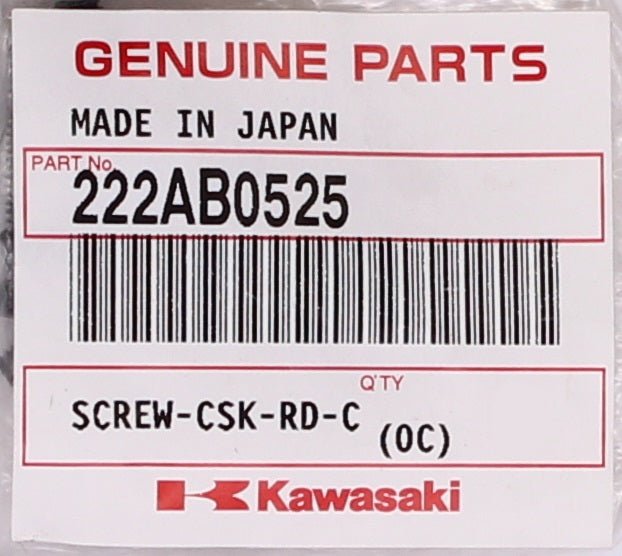 GENUINE PARTS
MADE IN JAPAN
PART No.
222AB0525
Q'TY
SCREW-CSK-RD-C
(OC)
Kawasaki